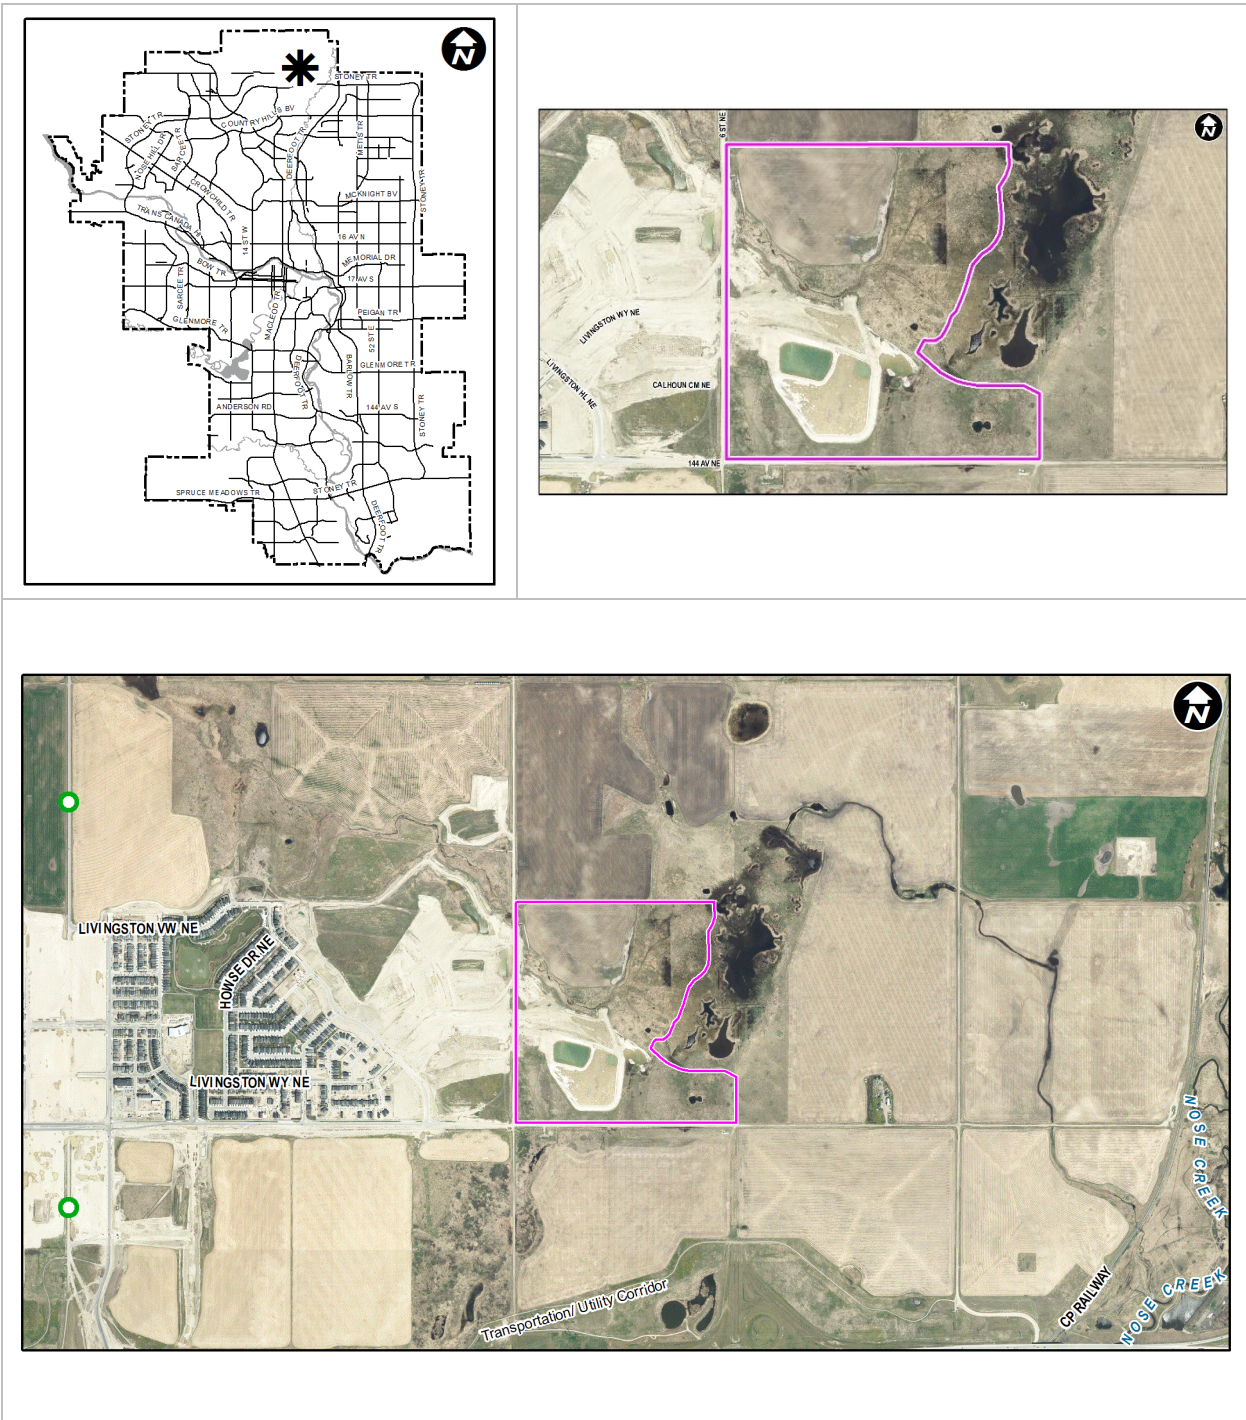 N
STONEY TR
COUNTRY HILLS BV
STONEY TR
NOSE HILL DR
SARCEE TR
DEERFOOT TR
METIS TR
CROWCHILD TR
MCKNIGHT BV
STONEY TR
TRANS CANADA HI
14 ST W
16 AV N
BOW TR
MEMORIAL DR
17 AV S
SARCEE TR
MACLEOD TR
PEIGAN TR
GLENMORE TR
52 ST E
DEERFOOT TR
BARLOW TR
GLENMORE TR
ANDERSON RD
144 AV S
STONEY TR
SPRUCE MEADOWS TR
STONEY TR
DEERFOOT TR
6 ST NE
N
LIVINGSTON WY NE
LIVINGSTON HL NE
CALHOUN CM NE
144 AV NE
N
LIVINGSTON VW NE
HOWSE DR NE
LIVINGSTON WY NE
NOSE CREEK
Transportation/ Utility Corridor
CP RAILWAY
NOSE CREEK